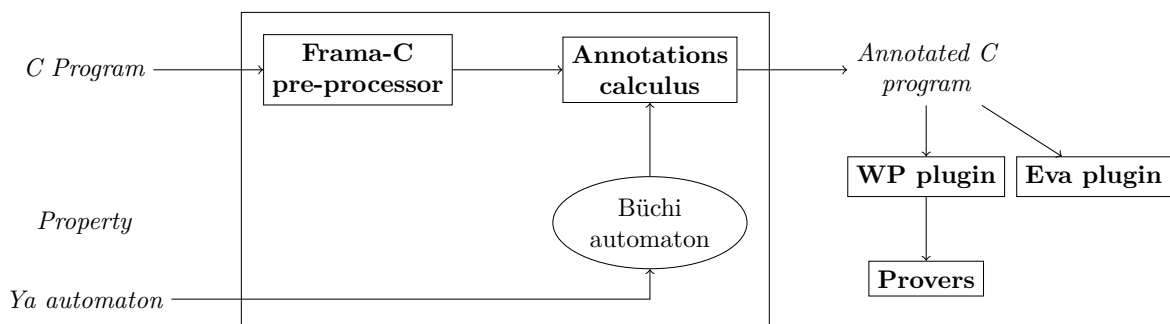 C Program
Frama-C
pre-processor
Annotations
calculus
Annotated C
program
WP plugin
Eva plugin
Property
Büchi
automaton
Provers
Ya automaton